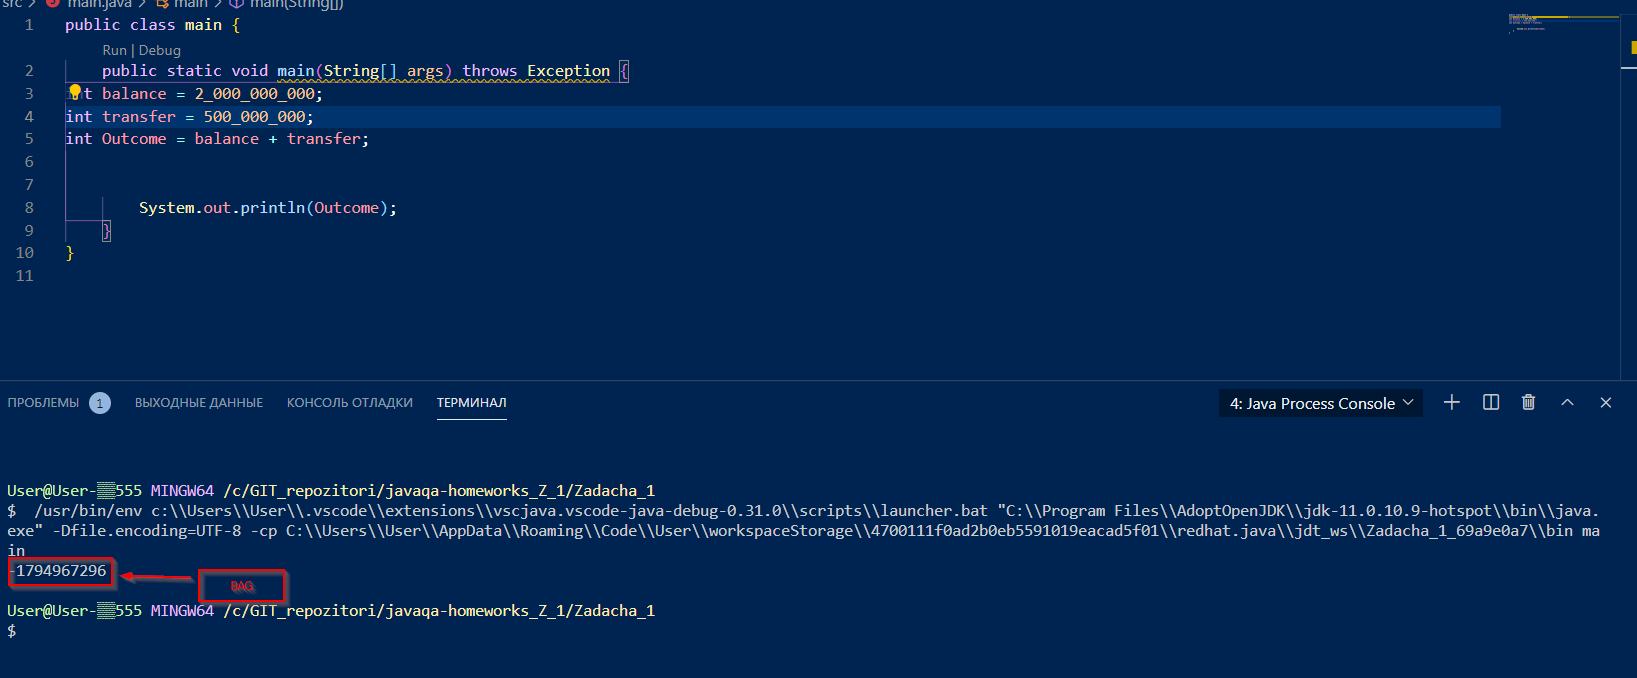 src > main.java > main > main(String[])
1 public class main {
Run | Debug
2 public static void main(String[] args) throws Exception {
3 int balance = 2_000_000_000;
4 int transfer = 500_000_000;
5 int Outcome = balance + transfer;
6
7
8 System.out.println(Outcome);
9 }
10 }
11
ПРОБЛЕМЫ 1 ВЫХОДНЫЕ ДАННЫЕ КОНСОЛЬ ОТЛАДКИ ТЕРМИНАЛ 4: Java Process Console
User@User-▒▒555 MINGW64 /c/GIT_repozitori/javaqa-homeworks_Z_1/Zadacha_1
$ /usr/bin/env c:\\Users\\User\\.vscode\\extensions\\vscjava.vscode-java-debug-0.31.0\\scripts\\launcher.bat "C:\\Program Files\\AdoptOpenJDK\\jdk-11.0.10.9-hotspot\\bin\\java.
exe" -Dfile.encoding=UTF-8 -cp C:\\Users\\User\\AppData\\Roaming\\Code\\User\\workspaceStorage\\4700111f0ad2b0eb5591019eacad5f01\\redhat.java\\jdt_ws\\Zadacha_1_69a9e0a7\\bin ma
in
-1794967296
BAG
User@User-▒▒555 MINGW64 /c/GIT_repozitori/javaqa-homeworks_Z_1/Zadacha_1
$